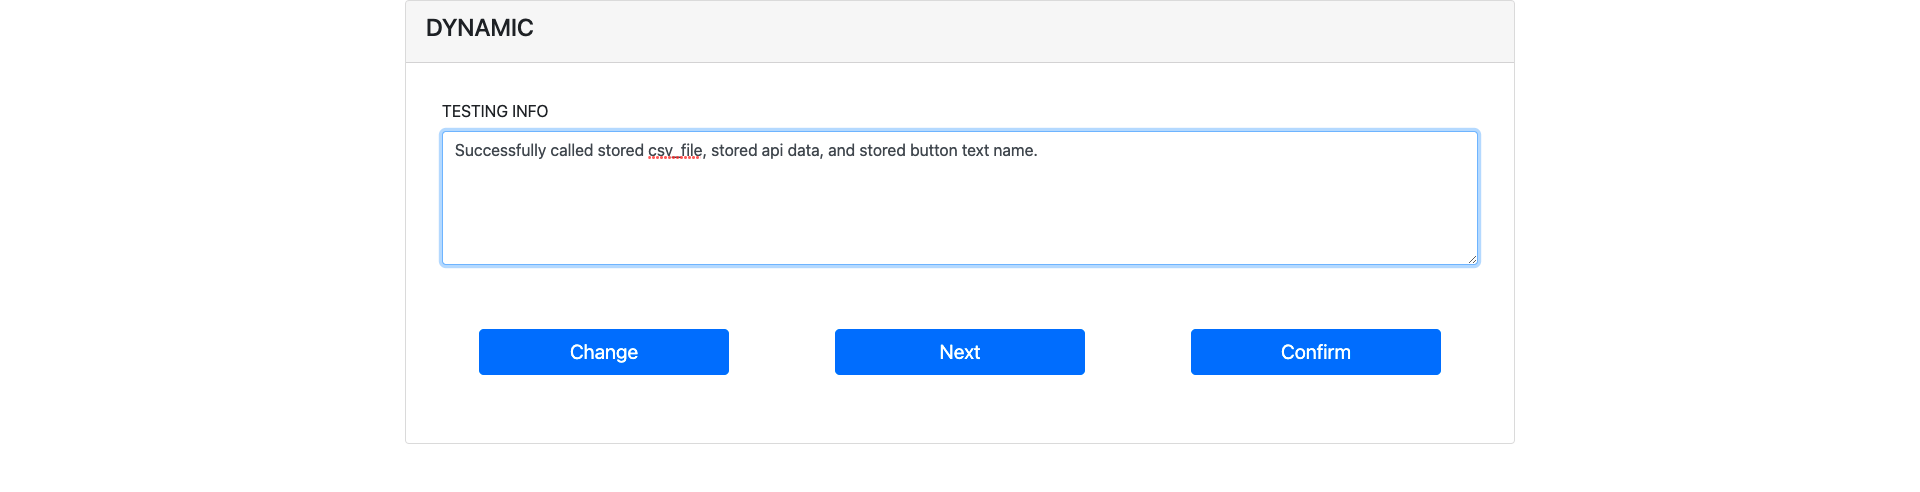 DYNAMIC
TESTING INFO
Successfully called stored csv_file, stored api data, and stored button text name.
Change
Next
Confirm